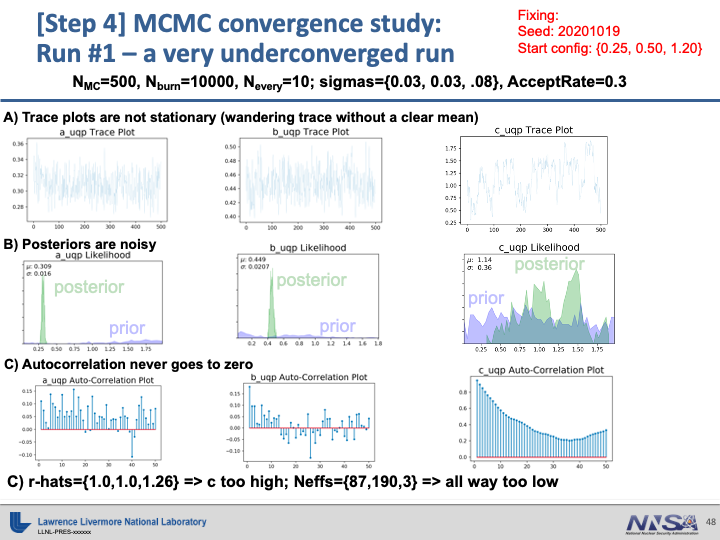 [Step 4] MCMC convergence study:
Run #1 – a very underconverged run
Fixing:
Seed: 20201019
Start config: {0.25, 0.50, 1.20}
NMC=500, Nburn=10000, Nevery=10; sigmas={0.03, 0.03, .08}, AcceptRate=0.3
A) Trace plots are not stationary (wandering trace without a clear mean)
a_uqp Trace Plot
0.36
0.34
0.32
0.30
0.28
0 100 200 300 400 500
b_uqp Trace Plot
0.50
0.48
0.46
0.44
0.42
0.40
0 100 200 300 400 500
c_uqp Trace Plot
1.75
1.50
1.25
1.00
0.75
0.50
0.25
0 100 200 300 400 500
B) Posteriors are noisy
a_uqp Likelihood
μ: 0.309
σ: 0.016
posterior
prior
0.25 0.50 0.75 1.00 1.25 1.50 1.75
b_uqp Likelihood
μ: 0.449
σ: 0.0207
posterior
prior
0.2 0.4 0.6 0.8 1.0 1.2 1.4 1.6 1.8
c_uqp Likelihood
μ: 1.14
σ: 0.36
posterior
prior
0.25 0.50 0.75 1.00 1.25 1.50 1.75
C) Autocorrelation never goes to zero
a_uqp Auto-Correlation Plot
0.15
0.10
0.05
0.00
−0.05
−0.10
0 10 20 30 40 50
b_uqp Auto-Correlation Plot
0.15
0.10
0.05
0.00
−0.05
−0.10
0 10 20 30 40 50
c_uqp Auto-Correlation Plot
0.8
0.6
0.4
0.2
0.0
0 10 20 30 40 50
C) r-hats={1.0,1.0,1.26} => c too high; Neffs={87,190,3} => all way too low
Lawrence Livermore National Laboratory
LLNL-PRES-xxxxxx
NNSA
National Nuclear Security Administration
48